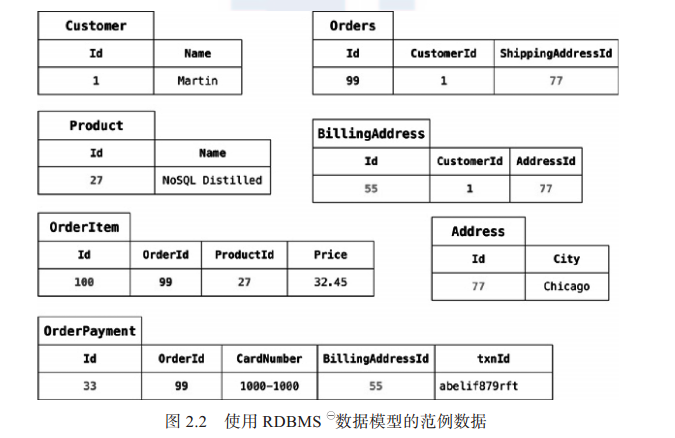 Customer
Id Name
1 Martin
Orders
Id CustomerId ShippingAddressId
99 1 77
Product
Id Name
27 NoSQL Distilled
BillingAddress
Id CustomerId AddressId
55 1 77
OrderItem
Id OrderId ProductId Price
100 99 27 32.45
Address
Id City
77 Chicago
OrderPayment
Id OrderId CardNumber BillingAddressId txnId
33 99 1000-1000 55 abelif879rft
图 2.2 使用 RDBMS ㊀数据模型的范例数据